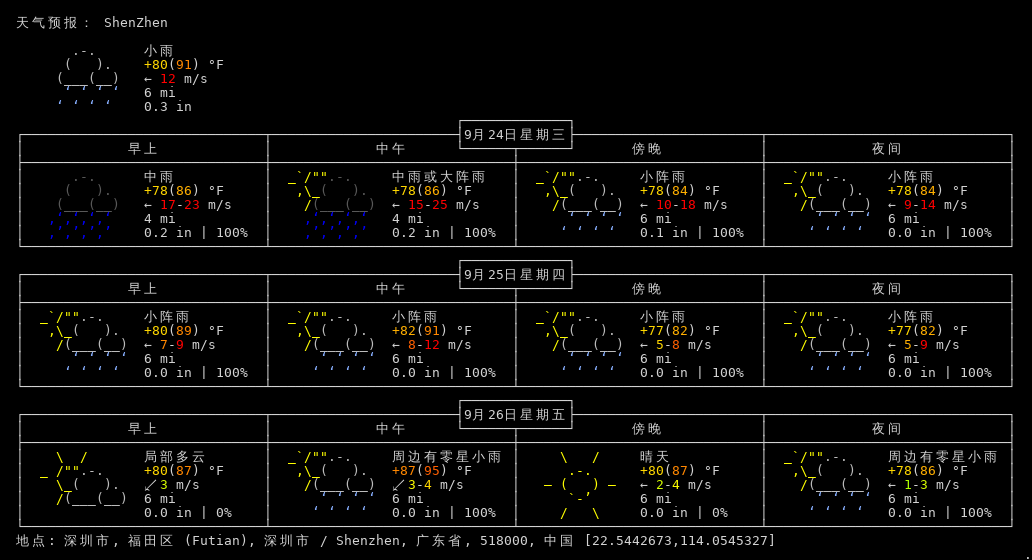 天气预报： ShenZhen
小雨
+80(91) °F
← 12 m/s
6 mi
0.3 in
9月24日星期三
早上 中午 傍晚 夜间
中雨 中雨或大阵雨 小阵雨 小阵雨
+78(86) °F +78(86) °F +78(84) °F +78(84) °F
← 17-23 m/s ← 15-25 m/s ← 10-18 m/s ← 9-14 m/s
4 mi 4 mi 6 mi 6 mi
0.2 in | 100% 0.2 in | 100% 0.1 in | 100% 0.0 in | 100%
9月25日星期四
早上 中午 傍晚 夜间
小阵雨 小阵雨 小阵雨 小阵雨
+80(89) °F +82(91) °F +77(82) °F +77(82) °F
← 7-9 m/s ← 8-12 m/s ← 5-8 m/s ← 5-9 m/s
6 mi 6 mi 6 mi 6 mi
0.0 in | 100% 0.0 in | 100% 0.0 in | 100% 0.0 in | 100%
9月26日星期五
早上 中午 傍晚 夜间
局部多云 周边有零星小雨 晴天 周边有零星小雨
+80(87) °F +87(95) °F +80(87) °F +78(86) °F
↙3 m/s ↙3-4 m/s ← 2-4 m/s ← 1-3 m/s
6 mi 6 mi 6 mi 6 mi
0.0 in | 0% 0.0 in | 100% 0.0 in | 0% 0.0 in | 100%
地点: 深圳市, 福田区 (Futian), 深圳市 / Shenzhen, 广东省, 518000, 中国 [22.5442673,114.0545327]